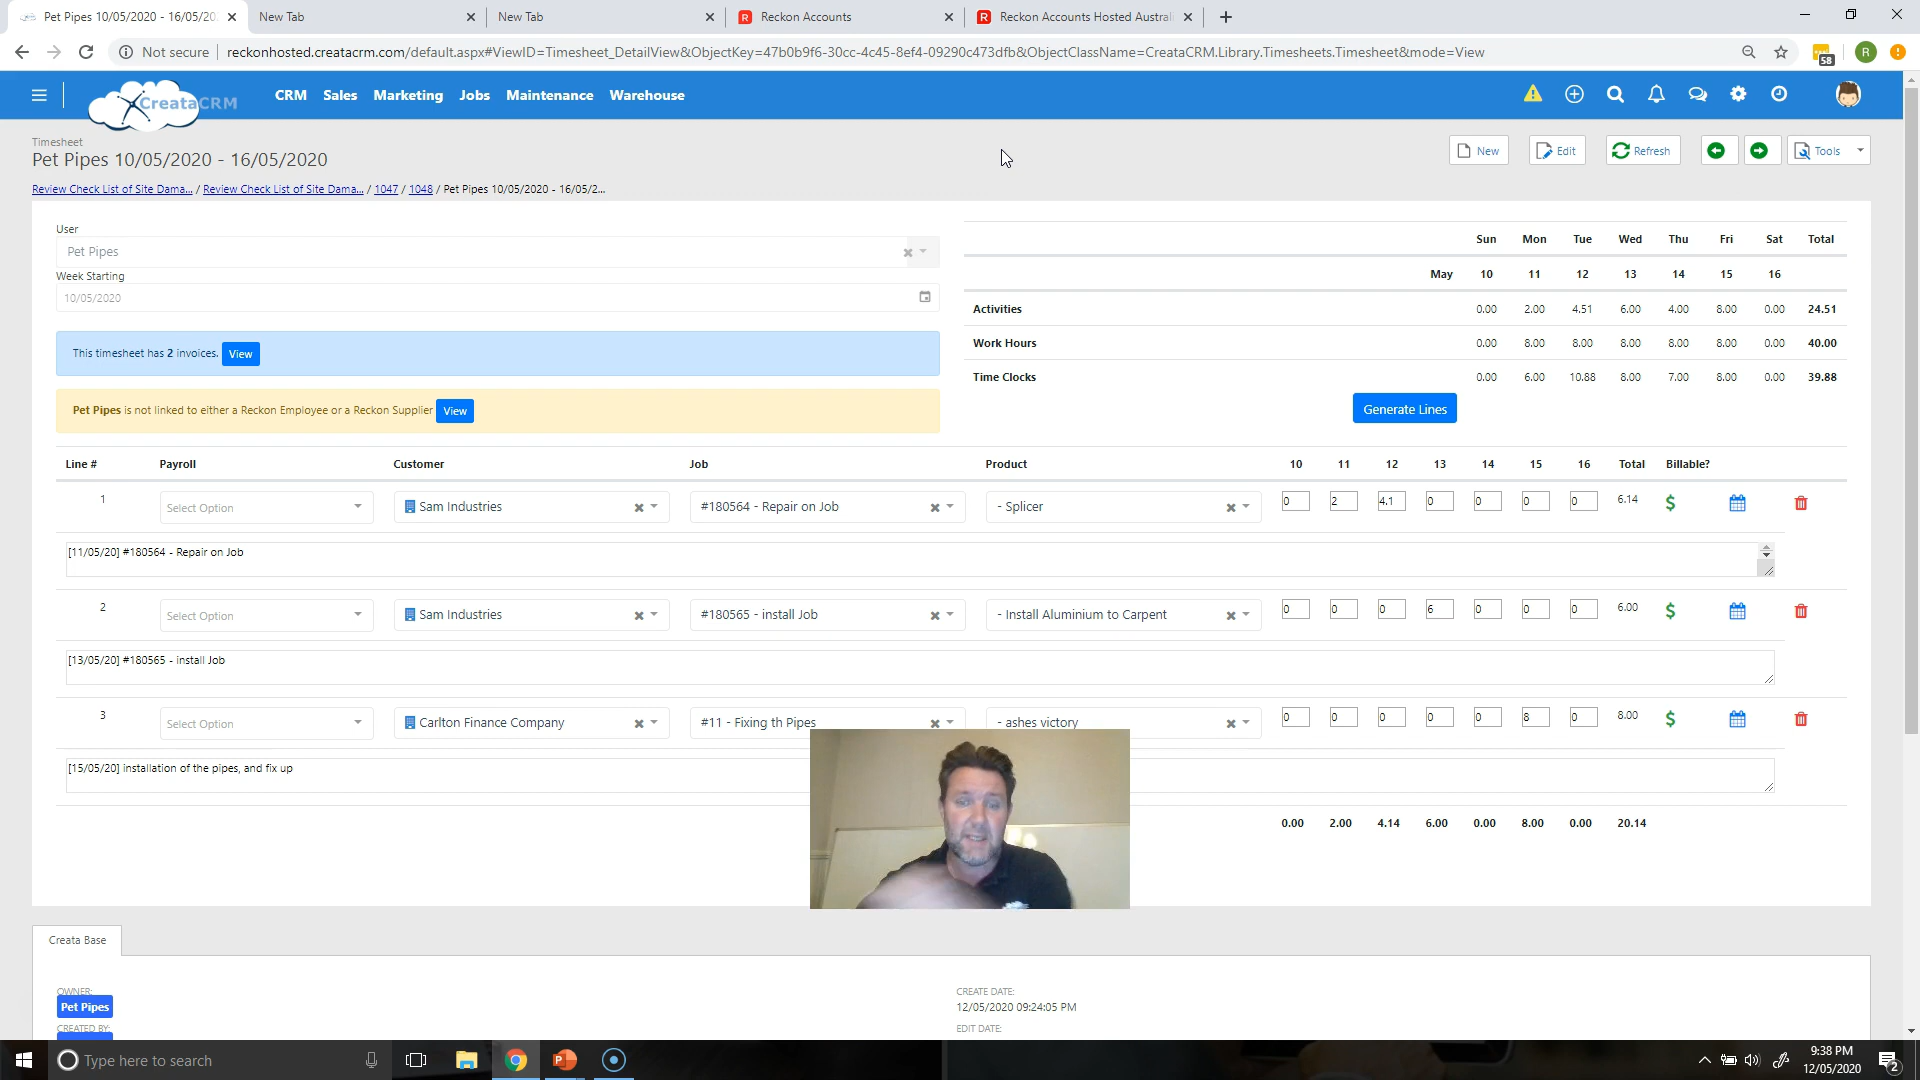 Pet Pipes 10/05/2020 - 16/05/20
New Tab
New Tab
Reckon Accounts
Reckon Accounts Hosted Austral
Not secure
reckonhosted.creatacrm.com/default.aspx#ViewID=Timesheet_DetailView&ObjectKey=47b0b9f6-30cc-4c45-8ef4-09290c473dfb&ObjectClassName=CreataCRM.Library.Timesheets.Timesheet&mode=View
58
R
CreataCRM
CRM Sales Marketing Jobs Maintenance Warehouse
Timesheet
Pet Pipes 10/05/2020 - 16/05/2020
New Edit Refresh Tools
Review Check List of Site Dama... / Review Check List of Site Dama... / 1047 / 1048 / Pet Pipes 10/05/2020 - 16/05/2...
User
Pet Pipes
Week Starting
10/05/2020
This timesheet has 2 invoices. View
Pet Pipes is not linked to either a Reckon Employee or a Reckon Supplier View
Sun Mon Tue Wed Thu Fri Sat Total
May 10 11 12 13 14 15 16
Activities 0.00 2.00 4.51 6.00 4.00 8.00 0.00 24.51
Work Hours 0.00 8.00 8.00 8.00 8.00 8.00 0.00 40.00
Time Clocks 0.00 6.00 10.88 8.00 7.00 8.00 0.00 39.88
Generate Lines
Line # Payroll Customer Job Product 10 11 12 13 14 15 16 Total Billable?
1 Select Option Sam Industries #180564 - Repair on Job - Splicer 0 2 4.1 0 0 0 0 6.14 $
[11/05/20] #180564 - Repair on Job
2 Select Option Sam Industries #180565 - install Job - Install Aluminium to Carpent 0 0 0 6 0 0 0 6.00 $
[13/05/20] #180565 - install Job
3 Select Option Carlton Finance Company #11 - Fixing th Pipes - ashes victory 0 0 0 0 0 8 0 8.00 $
[15/05/20] installation of the pipes, and fix up
0.00 2.00 4.14 6.00 0.00 8.00 0.00 20.14
Creata Base
OWNER:
Pet Pipes
CREATED BY:
CREATE DATE:
12/05/2020 09:24:05 PM
EDIT DATE:
Type here to search
9:38 PM
12/05/2020
2